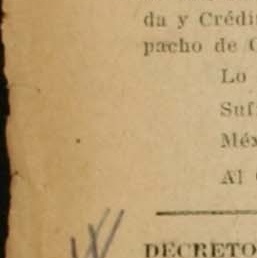 da y Crédi
pacho de C
Lo
Suf
Méx
Al
DECRETO